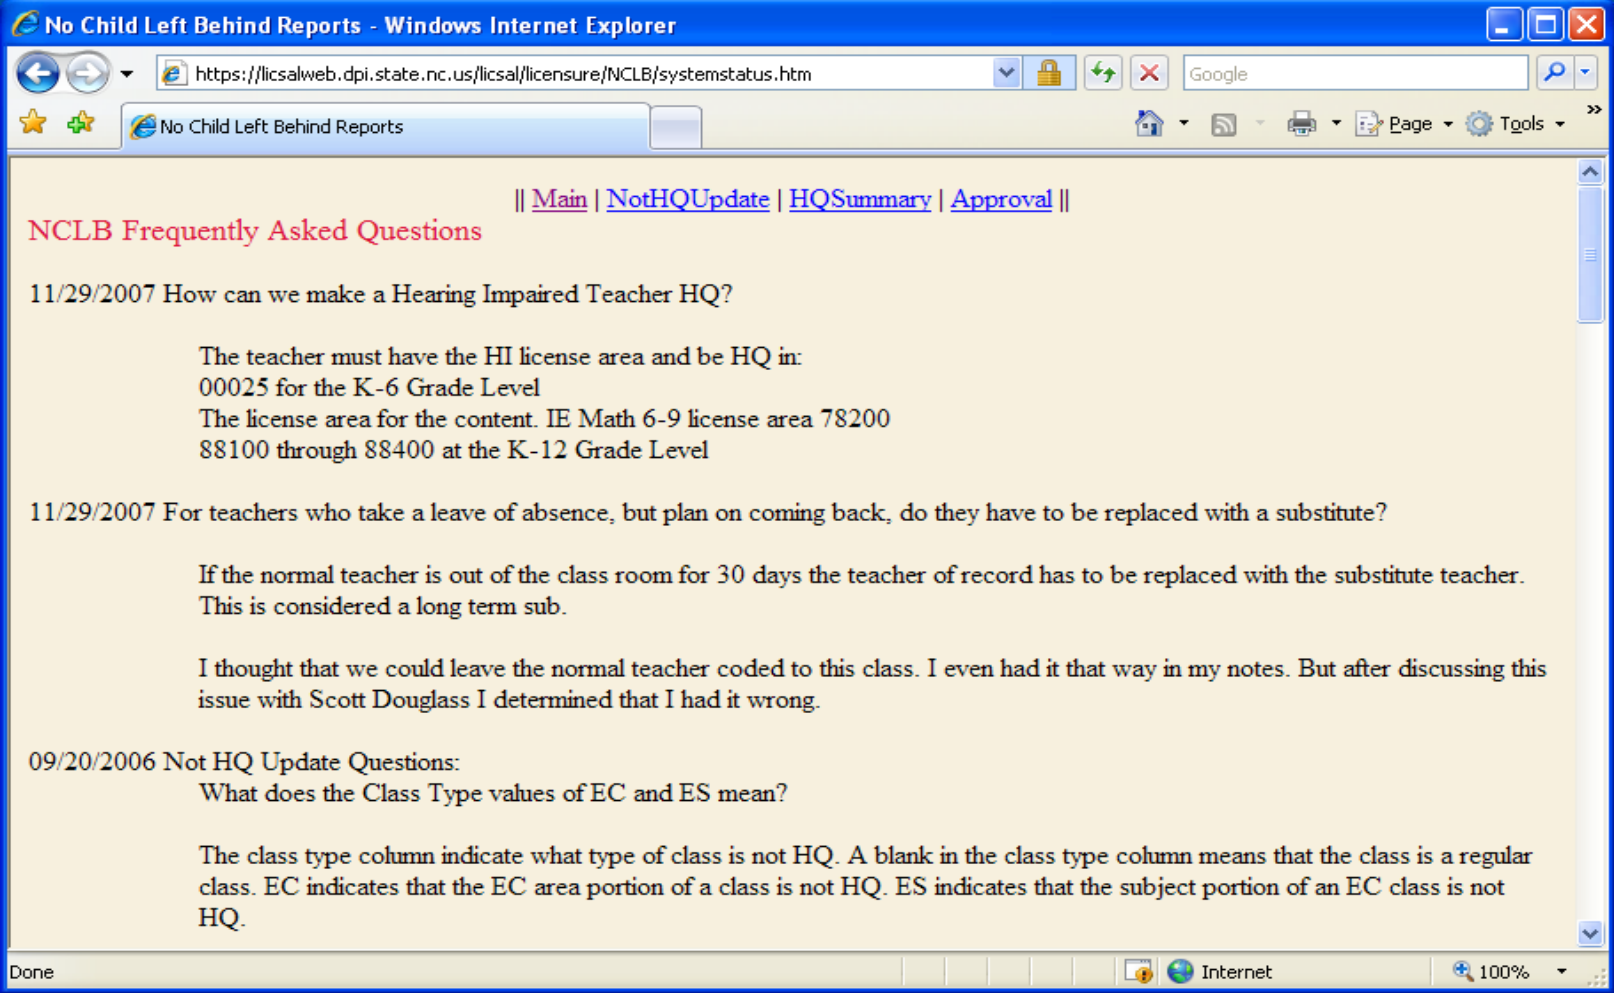 No Child Left Behind Reports - Windows Internet Explorer
https://licsalweb.dpi.state.nc.us/licsal/licensure/NCLB/systemstatus.htm
Google
No Child Left Behind Reports
Page
Tools
»
|| Main | NotHQUpdate | HQSummary | Approval ||
NCLB Frequently Asked Questions
11/29/2007 How can we make a Hearing Impaired Teacher HQ?
The teacher must have the HI license area and be HQ in:
00025 for the K-6 Grade Level
The license area for the content. IE Math 6-9 license area 78200
88100 through 88400 at the K-12 Grade Level
11/29/2007 For teachers who take a leave of absence, but plan on coming back, do they have to be replaced with a substitute?
If the normal teacher is out of the class room for 30 days the teacher of record has to be replaced with the substitute teacher.
This is considered a long term sub.
I thought that we could leave the normal teacher coded to this class. I even had it that way in my notes. But after discussing this
issue with Scott Douglass I determined that I had it wrong.
09/20/2006 Not HQ Update Questions:
What does the Class Type values of EC and ES mean?
The class type column indicate what type of class is not HQ. A blank in the class type column means that the class is a regular
class. EC indicates that the EC area portion of a class is not HQ. ES indicates that the subject portion of an EC class is not
HQ.
Done
Internet
100%